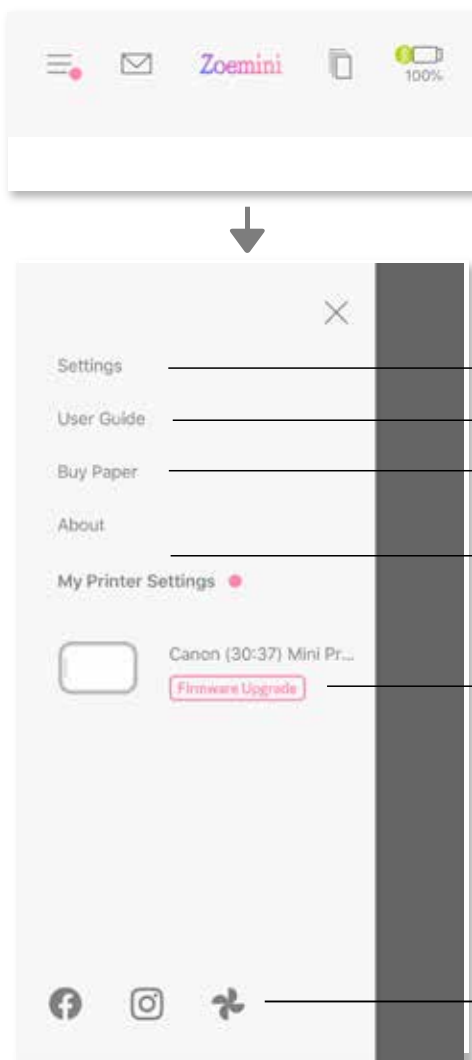 Zoemini
100%
Settings
User Guide
Buy Paper
About
My Printer Settings
Canon (30:37) Mini Pr...
Firmware Upgrade